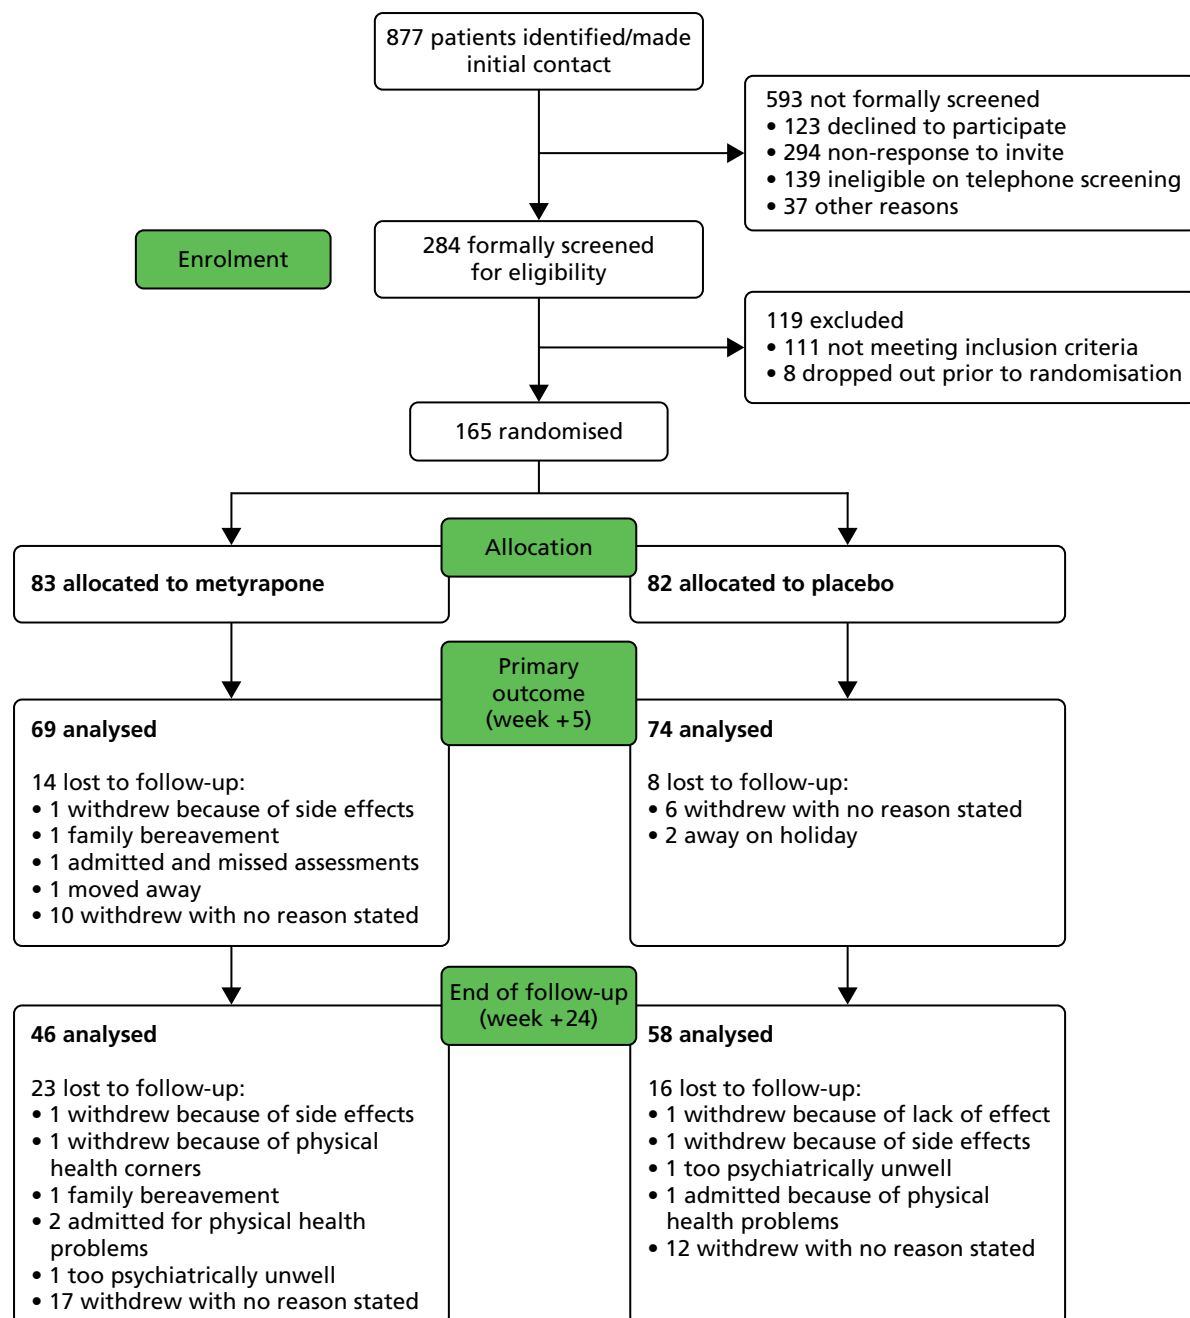 877 patients identified/made
initial contact
593 not formally screened
• 123 declined to participate
• 294 non-response to invite
• 139 ineligible on telephone screening
• 37 other reasons
Enrolment
284 formally screened
for eligibility
119 excluded
• 111 not meeting inclusion criteria
• 8 dropped out prior to randomisation
165 randomised
Allocation
83 allocated to metyrapone
82 allocated to placebo
Primary
outcome
(week +5)
69 analysed
14 lost to follow-up:
• 1 withdrew because of side effects
• 1 family bereavement
• 1 admitted and missed assessments
• 1 moved away
• 10 withdrew with no reason stated
74 analysed
8 lost to follow-up:
• 6 withdrew with no reason stated
• 2 away on holiday
End of follow-up
(week +24)
46 analysed
23 lost to follow-up:
• 1 withdrew because of side effects
• 1 withdrew because of physical
health corners
• 1 family bereavement
• 2 admitted for physical health
problems
• 1 too psychiatrically unwell
• 17 withdrew with no reason stated
58 analysed
16 lost to follow-up:
• 1 withdrew because of lack of effect
• 1 withdrew because of side effects
• 1 too psychiatrically unwell
• 1 admitted because of physical
health problems
• 12 withdrew with no reason stated